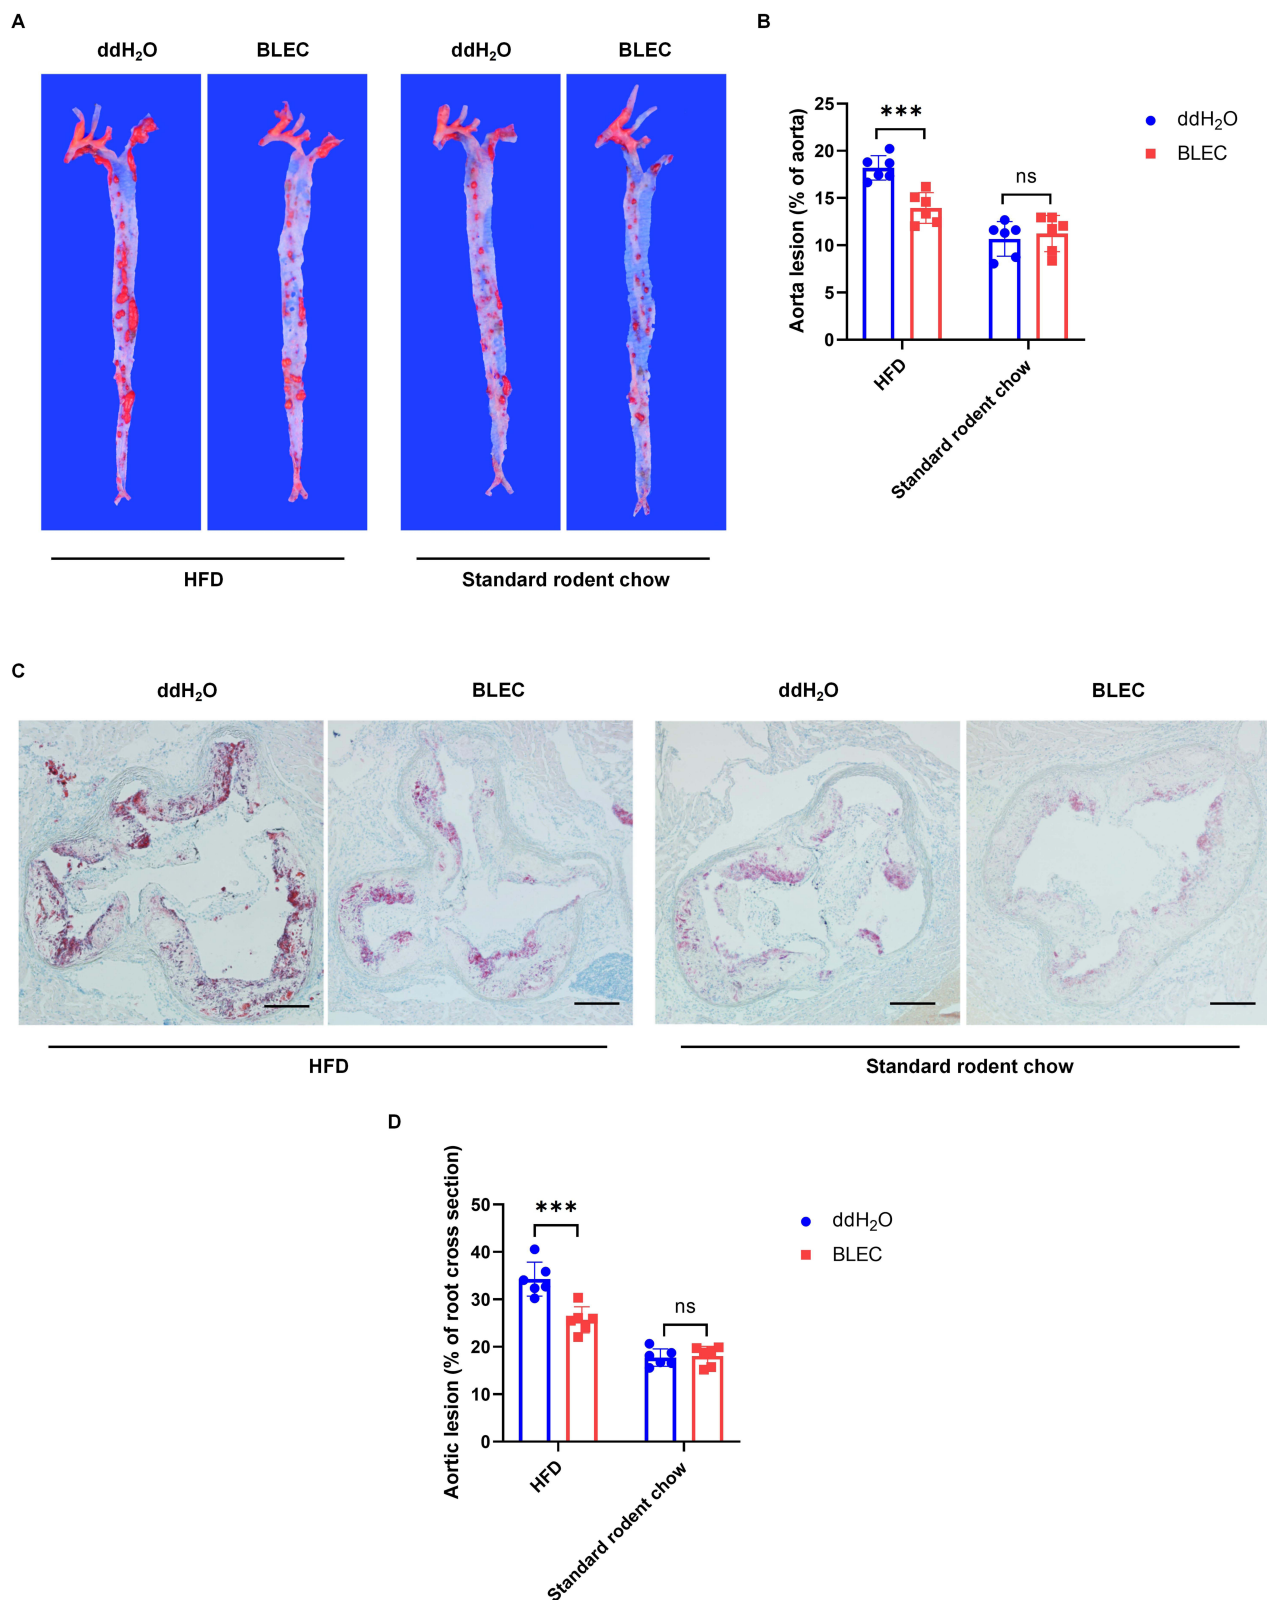 A
ddH₂O
BLEC
ddH₂O
BLEC
HFD
Standard rodent chow
B
Aorta lesion (% of aorta)
25
20
15
10
5
0
***
ns
HFD
Standard rodent chow
ddH₂O
BLEC
C
ddH₂O
BLEC
ddH₂O
BLEC
HFD
Standard rodent chow
D
Aortic lesion (% of root cross section)
50
40
30
20
10
0
***
ns
HFD
Standard rodent chow
ddH₂O
BLEC